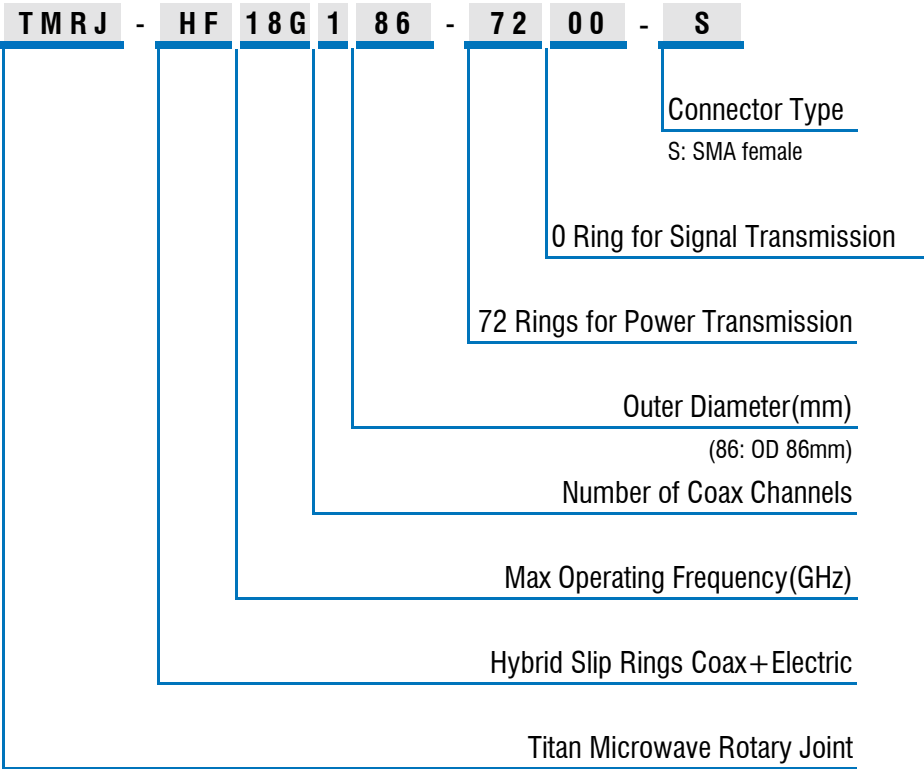 TMRJ - HF 18G 1 86 - 72 00 - S
Connector Type
S: SMA female
0 Ring for Signal Transmission
72 Rings for Power Transmission
Outer Diameter(mm)
(86: OD 86mm)
Number of Coax Channels
Max Operating Frequency(GHz)
Hybrid Slip Rings Coax+Electric
Titan Microwave Rotary Joint